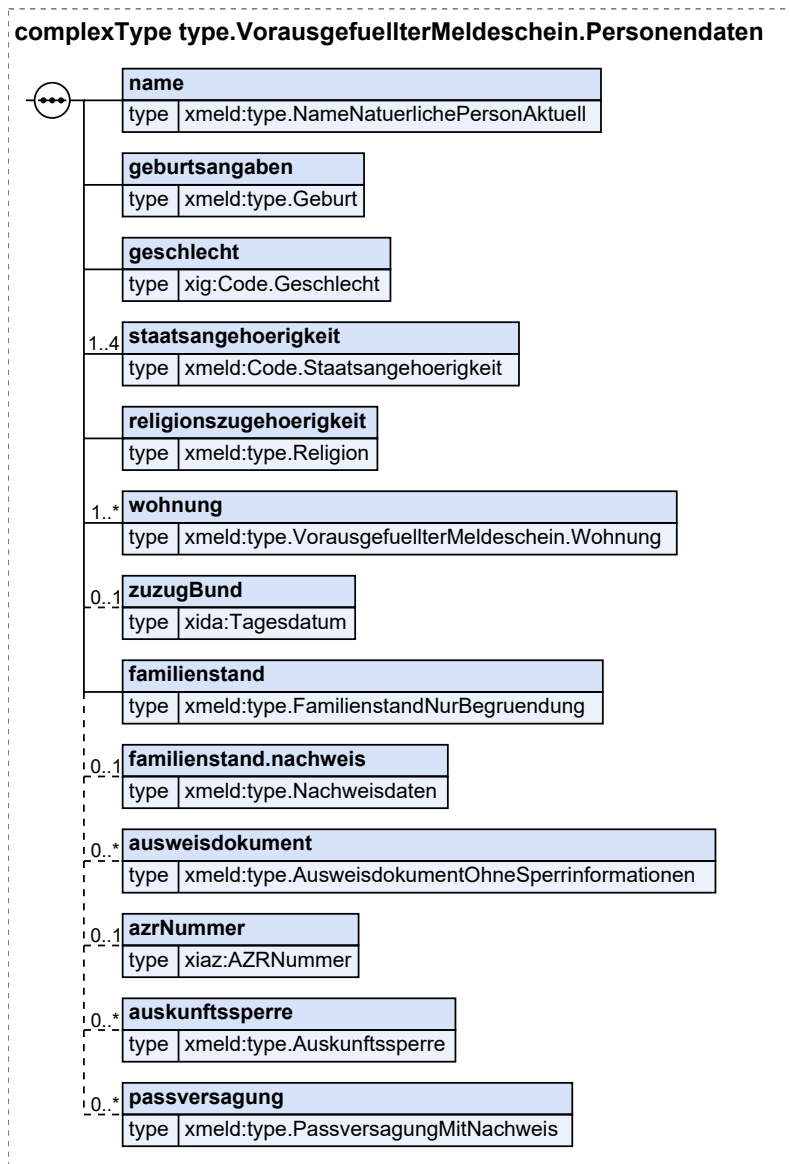 complexType type.VorausgefuellterMeldeschein.Personendaten
name
type xmeld:type.NameNatuerlichePersonAktuell
geburtsangaben
type xmeld:type.Geburt
geschlecht
type xig:Code.Geschlecht
1..4 staatsangehoerigkeit
type xmeld:Code.Staatsangehoerigkeit
religionszugehoerigkeit
type xmeld:type.Religion
1..* wohnung
type xmeld:type.VorausgefuellterMeldeschein.Wohnung
0..1 zuzugBund
type xida:Tagesdatum
familienstand
type xmeld:type.FamilienstandNurBegruendung
0..1 familienstand.nachweis
type xmeld:type.Nachweisdaten
0..* ausweisdokument
type xmeld:type.AusweisdokumentOhneSperrinformationen
0..1 azrNummer
type xiaz:AZRNummer
0..* auskunftssperre
type xmeld:type.Auskunftssperre
0..* passversagung
type xmeld:type.PassversagungMitNachweis